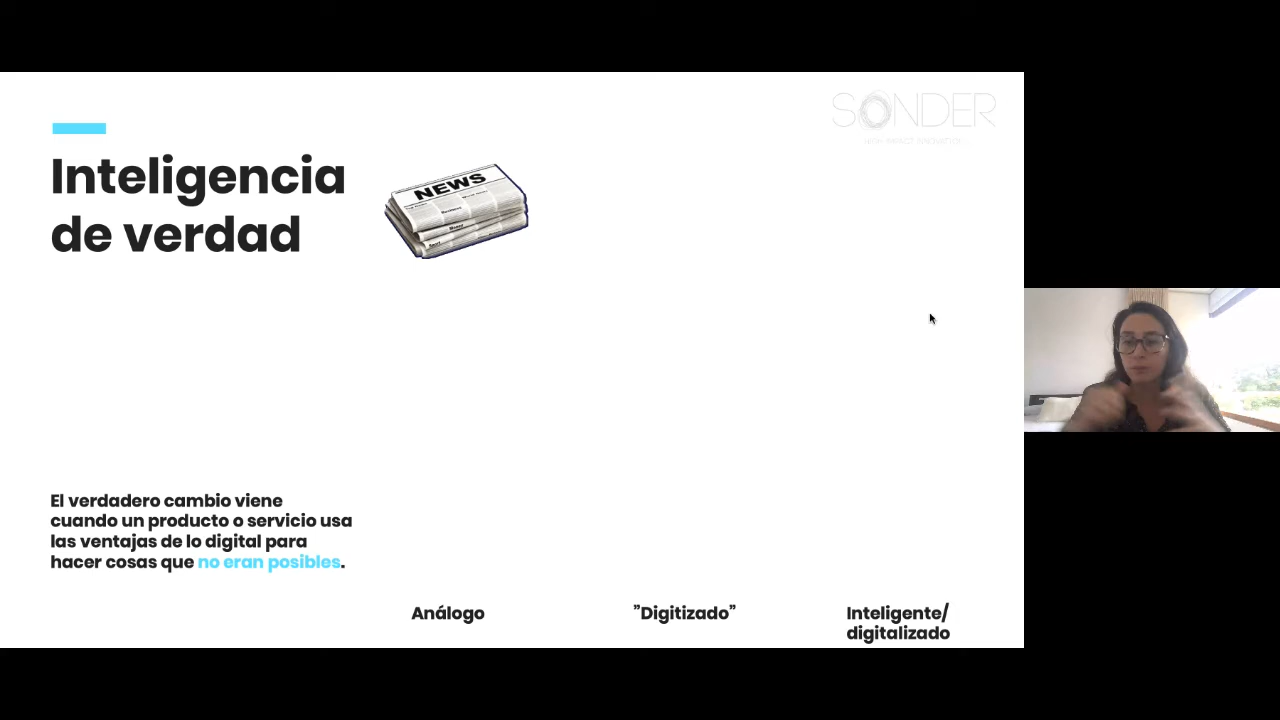 SONDER
Inteligencia
de verdad
NEWS
El verdadero cambio viene
cuando un producto o servicio usa
las ventajas de lo digital para
hacer cosas que no eran posibles.
Análogo
”Digitizado”
Inteligente/
digitalizado